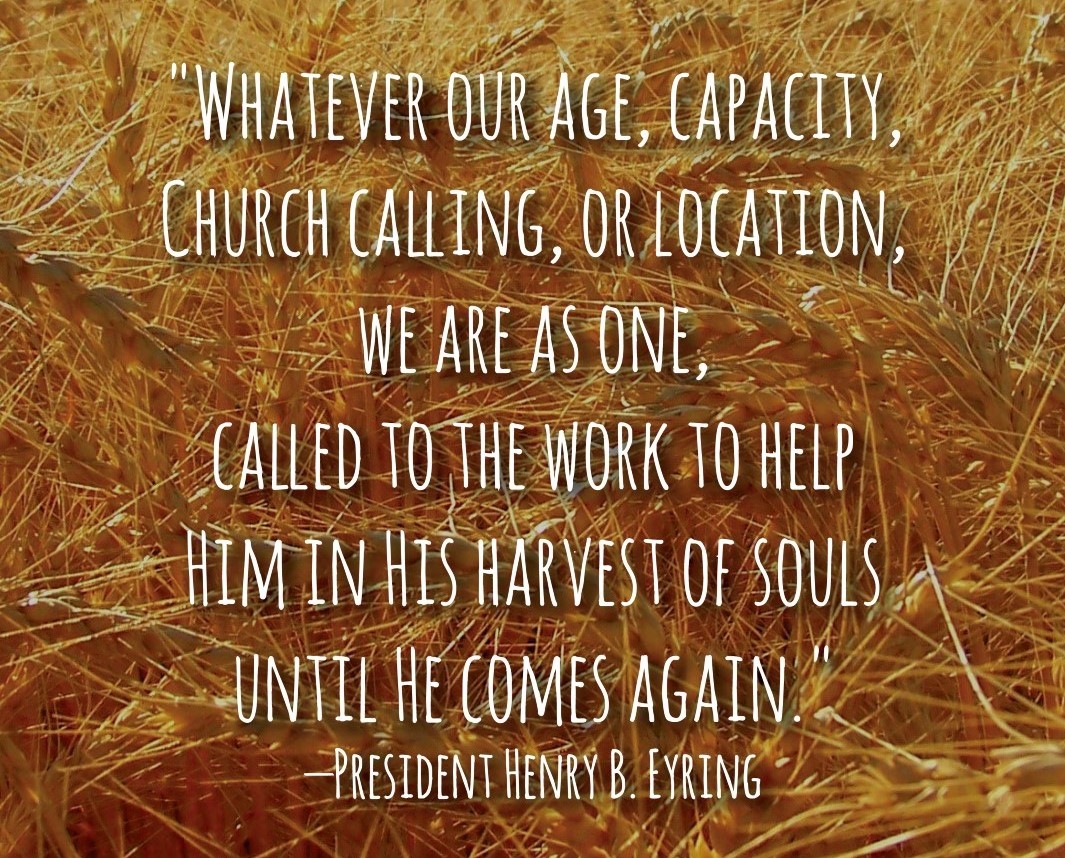 "Whatever our age, capacity,
Church calling, or location,
we are as one,
called to the work to help
Him in His harvest of souls
until He comes again."
—President Henry B. Eyring